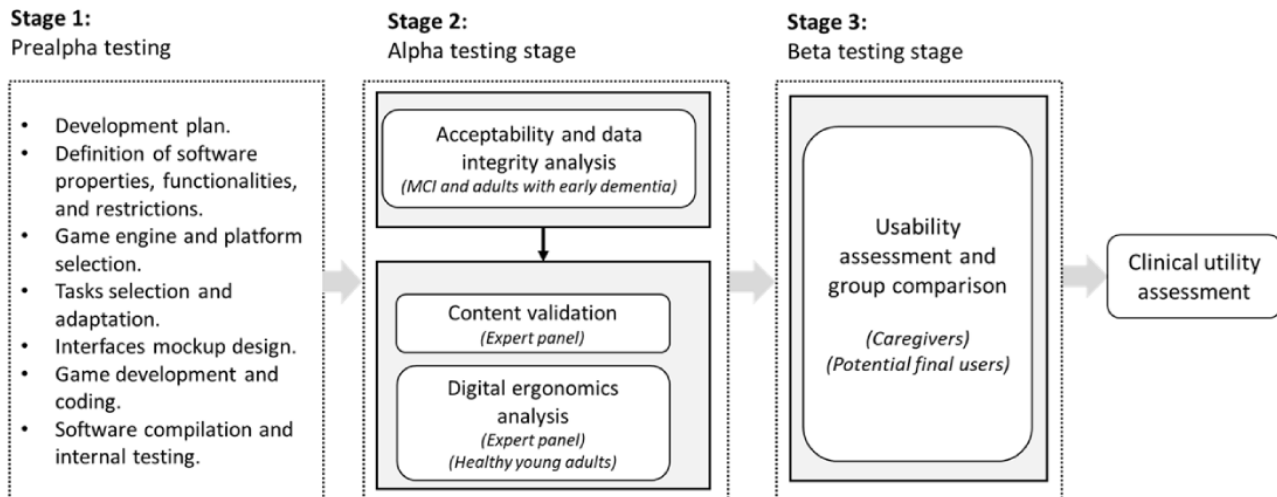 Stage 1:
Prealpha testing
• Development plan.
• Definition of software
properties, functionalities,
and restrictions.
• Game engine and platform
selection.
• Tasks selection and
adaptation.
• Interfaces mockup design.
• Game development and
coding.
• Software compilation and
internal testing.
Stage 2:
Alpha testing stage
Acceptability and data
integrity analysis
(MCI and adults with early dementia)
Content validation
(Expert panel)
Digital ergonomics
analysis
(Expert panel)
(Healthy young adults)
Stage 3:
Beta testing stage
Usability
assessment and
group comparison
(Caregivers)
(Potential final users)
Clinical utility
assessment